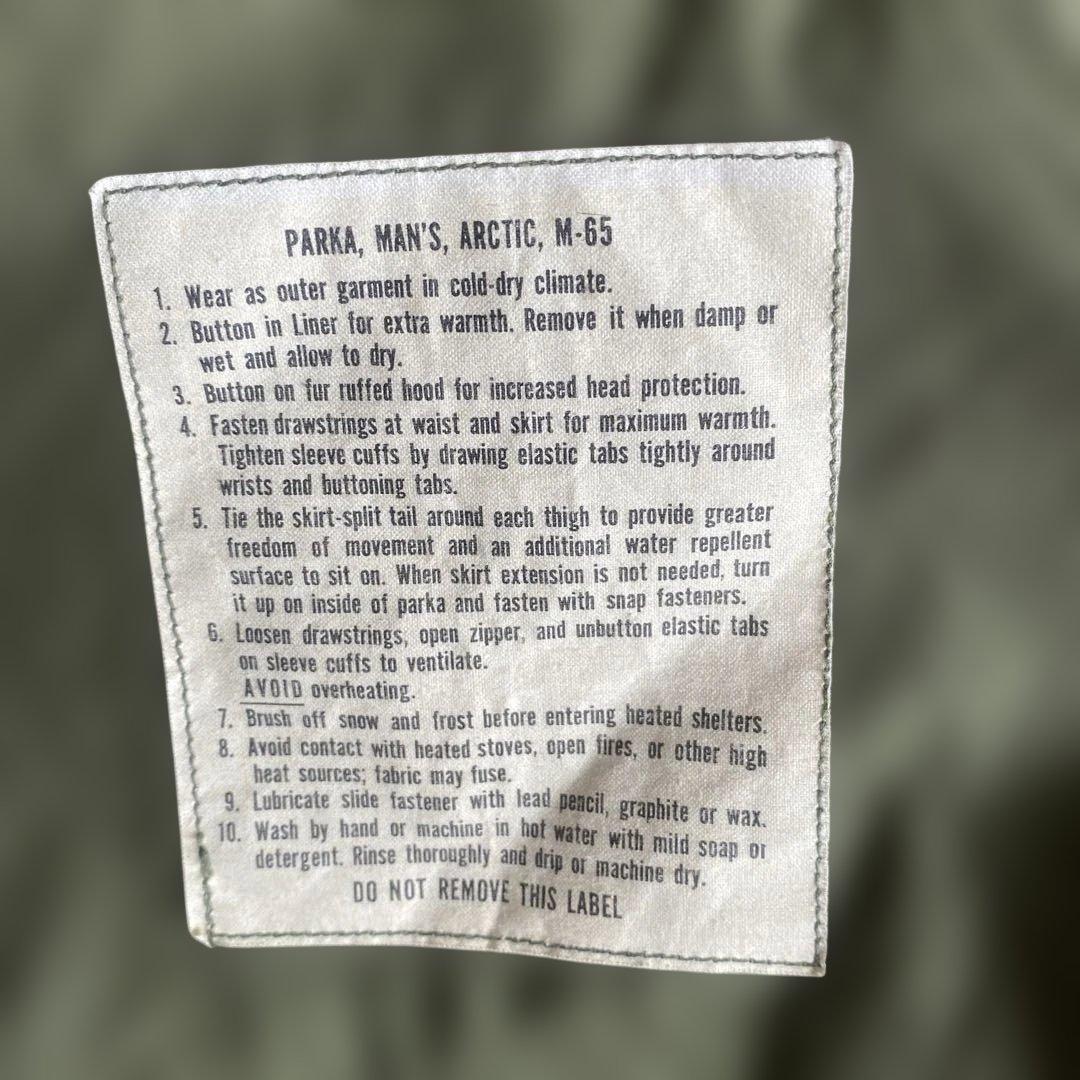 PARKA, MAN'S, ARCTIC, M-65
1. Wear as outer garment in cold-dry climate.
2. Button in Liner for extra warmth. Remove it when damp or
wet and allow to dry.
3. Button on fur ruffed hood for increased head protection.
4. Fasten drawstrings at waist and skirt for maximum warmth.
Tighten sleeve cuffs by drawing elastic tabs tightly around
wrists and buttoning tabs.
5. Tie the skirt-split tail around each thigh to provide greater
freedom of movement and an additional water repellent
surface to sit on. When skirt extension is not needed, turn
it up on inside of parka and fasten with snap fasteners.
6. Loosen drawstrings, open zipper, and unbutton elastic tabs
on sleeve cuffs to ventilate.
AVOID overheating.
7. Brush off snow and frost before entering heated shelters.
8. Avoid contact with heated stoves, open fires, or other high
heat sources; fabric may fuse.
9. Lubricate slide fastener with lead pencil, graphite or wax.
10. Wash by hand or machine in hot water with mild soap or
detergent. Rinse thoroughly and drip or machine dry.
DO NOT REMOVE THIS LABEL